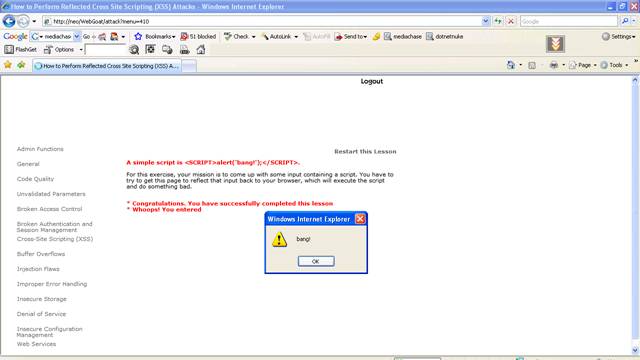 How to Perform Reflected Cross Site Scripting (XSS) Attacks - Windows Internet Explorer
http://neo/WebGoat/attack?menu=410
Google
Google mediachase Go Bookmarks 51 blocked Check AutoLink AutoFill Send to mediachase dotnetnuke Settings
FlashGet Options
How to Perform Reflected Cross Site Scripting (XSS) A... Page Tools
Logout
Admin Functions
Restart this Lesson
General
A simple script is <SCRIPT>alert('bang!');</SCRIPT>.
Code Quality
For this exercise, your mission is to come up with some input containing a script. You have to
try to get this page to reflect that input back to your browser, which will execute the script
and do something bad.
Unvalidated Parameters
Broken Access Control
* Congratulations. You have successfully completed this lesson
* Whoops! You entered
Broken Authentication and
Session Management
Cross-Site Scripting (XSS)
Windows Internet Explorer
bang!
OK
Buffer Overflows
Injection Flaws
Improper Error Handling
Insecure Storage
Denial of Service
Insecure Configuration
Management
Web Services